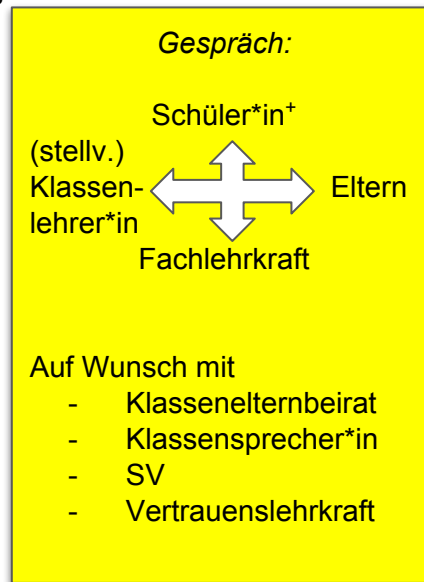 Gespräch:
Schüler*in⁺
(stellv.)
Klassen-
lehrer*in
Eltern
Fachlehrkraft
Auf Wunsch mit
- Klassenelternbeirat
- Klassensprecher*in
- SV
- Vertrauenslehrkraft